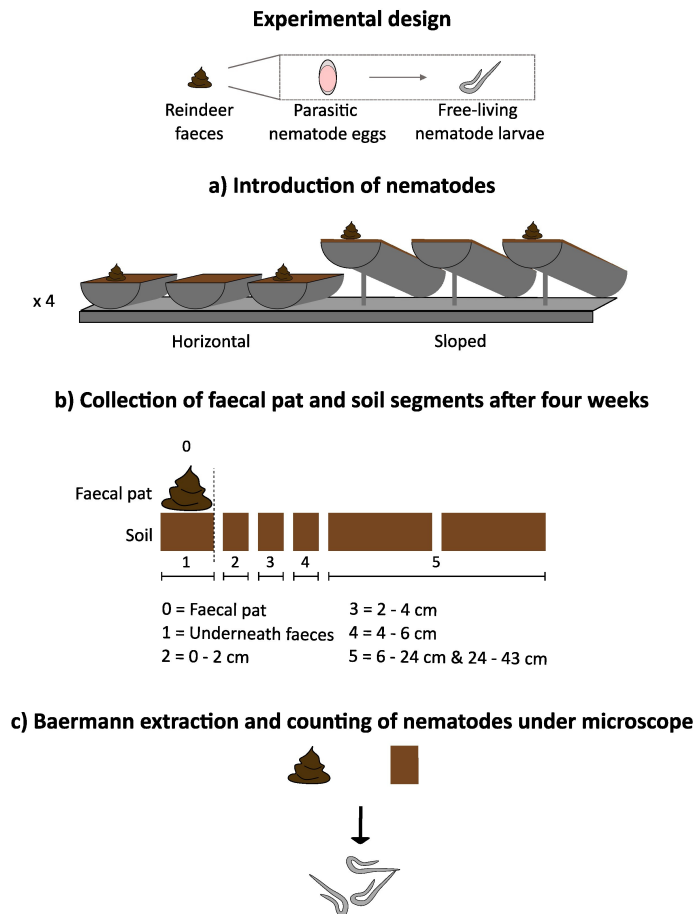 Experimental design
Reindeer faeces
Parasitic nematode eggs
Free-living nematode larvae
a) Introduction of nematodes
x 4
Horizontal
Sloped
b) Collection of faecal pat and soil segments after four weeks
0
Faecal pat
Soil
1 2 3 4 5
0 = Faecal pat
1 = Underneath faeces
2 = 0 - 2 cm
3 = 2 - 4 cm
4 = 4 - 6 cm
5 = 6 - 24 cm & 24 - 43 cm
c) Baermann extraction and counting of nematodes under microscope